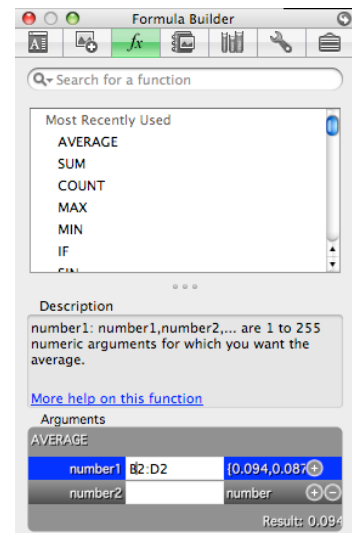 Formula Builder
A
fx
Search for a function
Most Recently Used
AVERAGE
SUM
COUNT
MAX
MIN
IF
SIN
Description
number1: number1,number2,... are 1 to 255
numeric arguments for which you want the
average.
More help on this function
Arguments
AVERAGE
number1 B2:D2 {0.094,0.087
number2 number
Result: 0.094